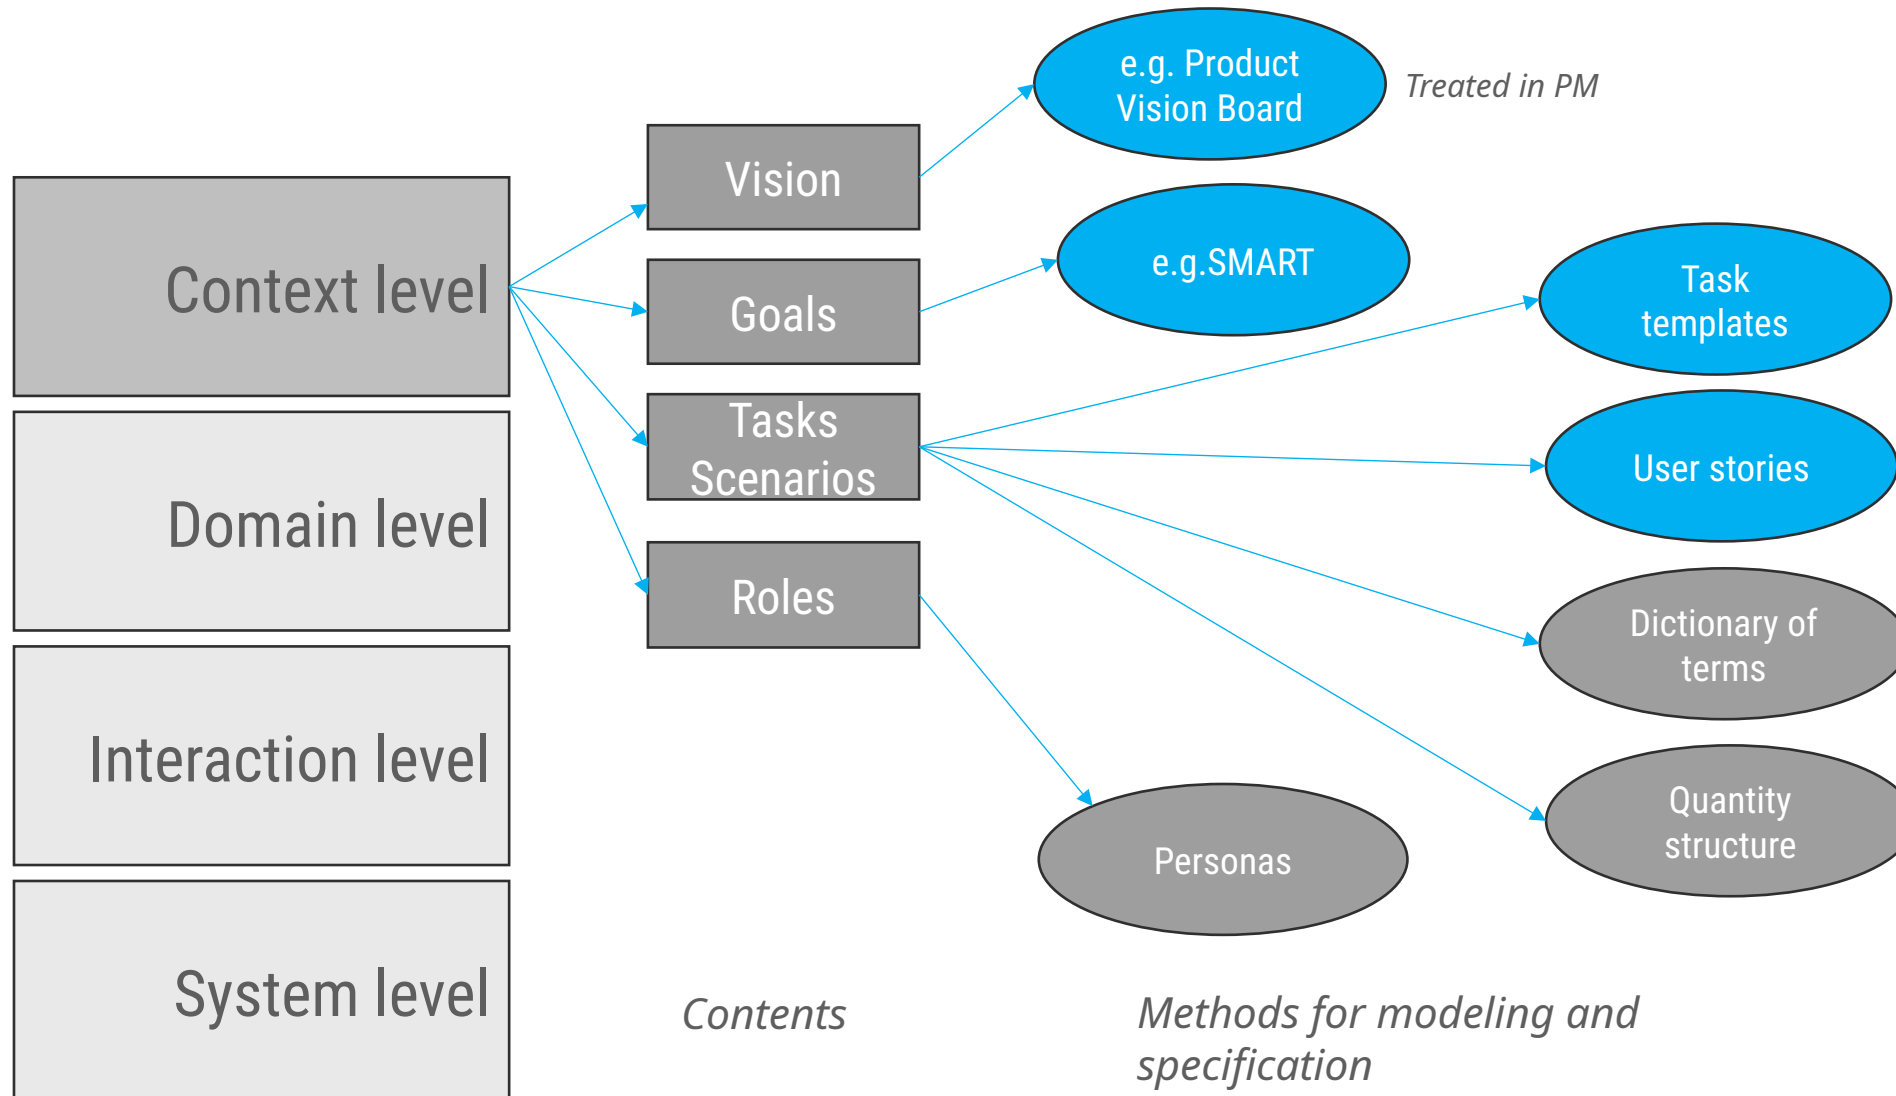 Context level
Domain level
Interaction level
System level
Vision
Goals
Tasks
Scenarios
Roles
Contents
e.g. Product
Vision Board
Treated in PM
e.g.SMART
Personas
Task
templates
User stories
Dictionary of
terms
Quantity
structure
Methods for modeling and
specification